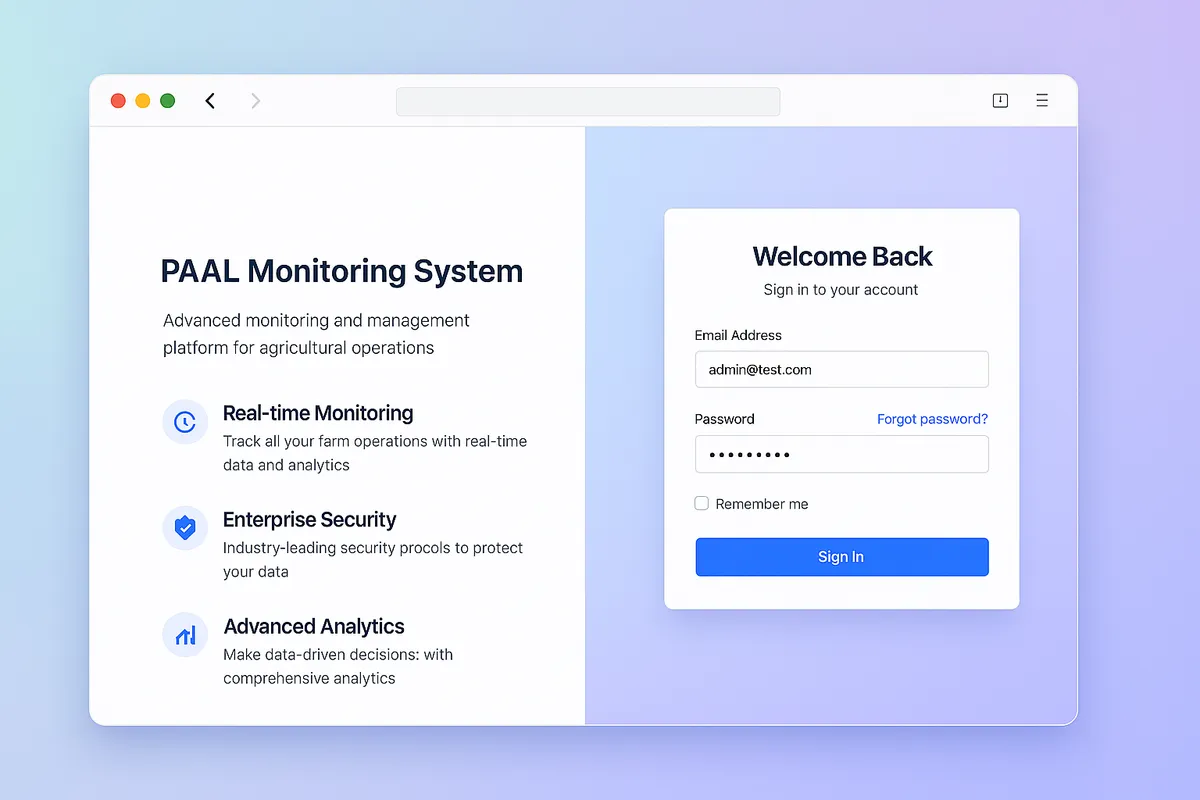 PAAL Monitoring System
Advanced monitoring and management
platform for agricultural operations
Real-time Monitoring
Track all your farm operations with real-time
data and analytics
Enterprise Security
Industry-leading security procols to protect
your data
Advanced Analytics
Make data-driven decisions: with
comprehensive analytics
Welcome Back
Sign in to your account
Email Address
admin@test.com
Password
Forgot password?
•••••••••
Remember me
Sign In